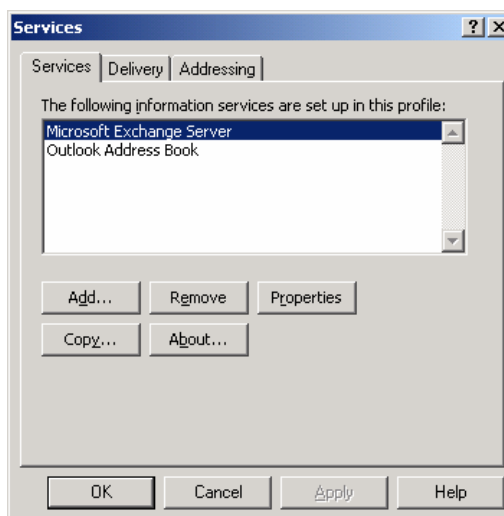 Services
Services Delivery Addressing
The following information services are set up in this profile:
Microsoft Exchange Server
Outlook Address Book
Add... Remove Properties
Copy... About...
OK Cancel Apply Help